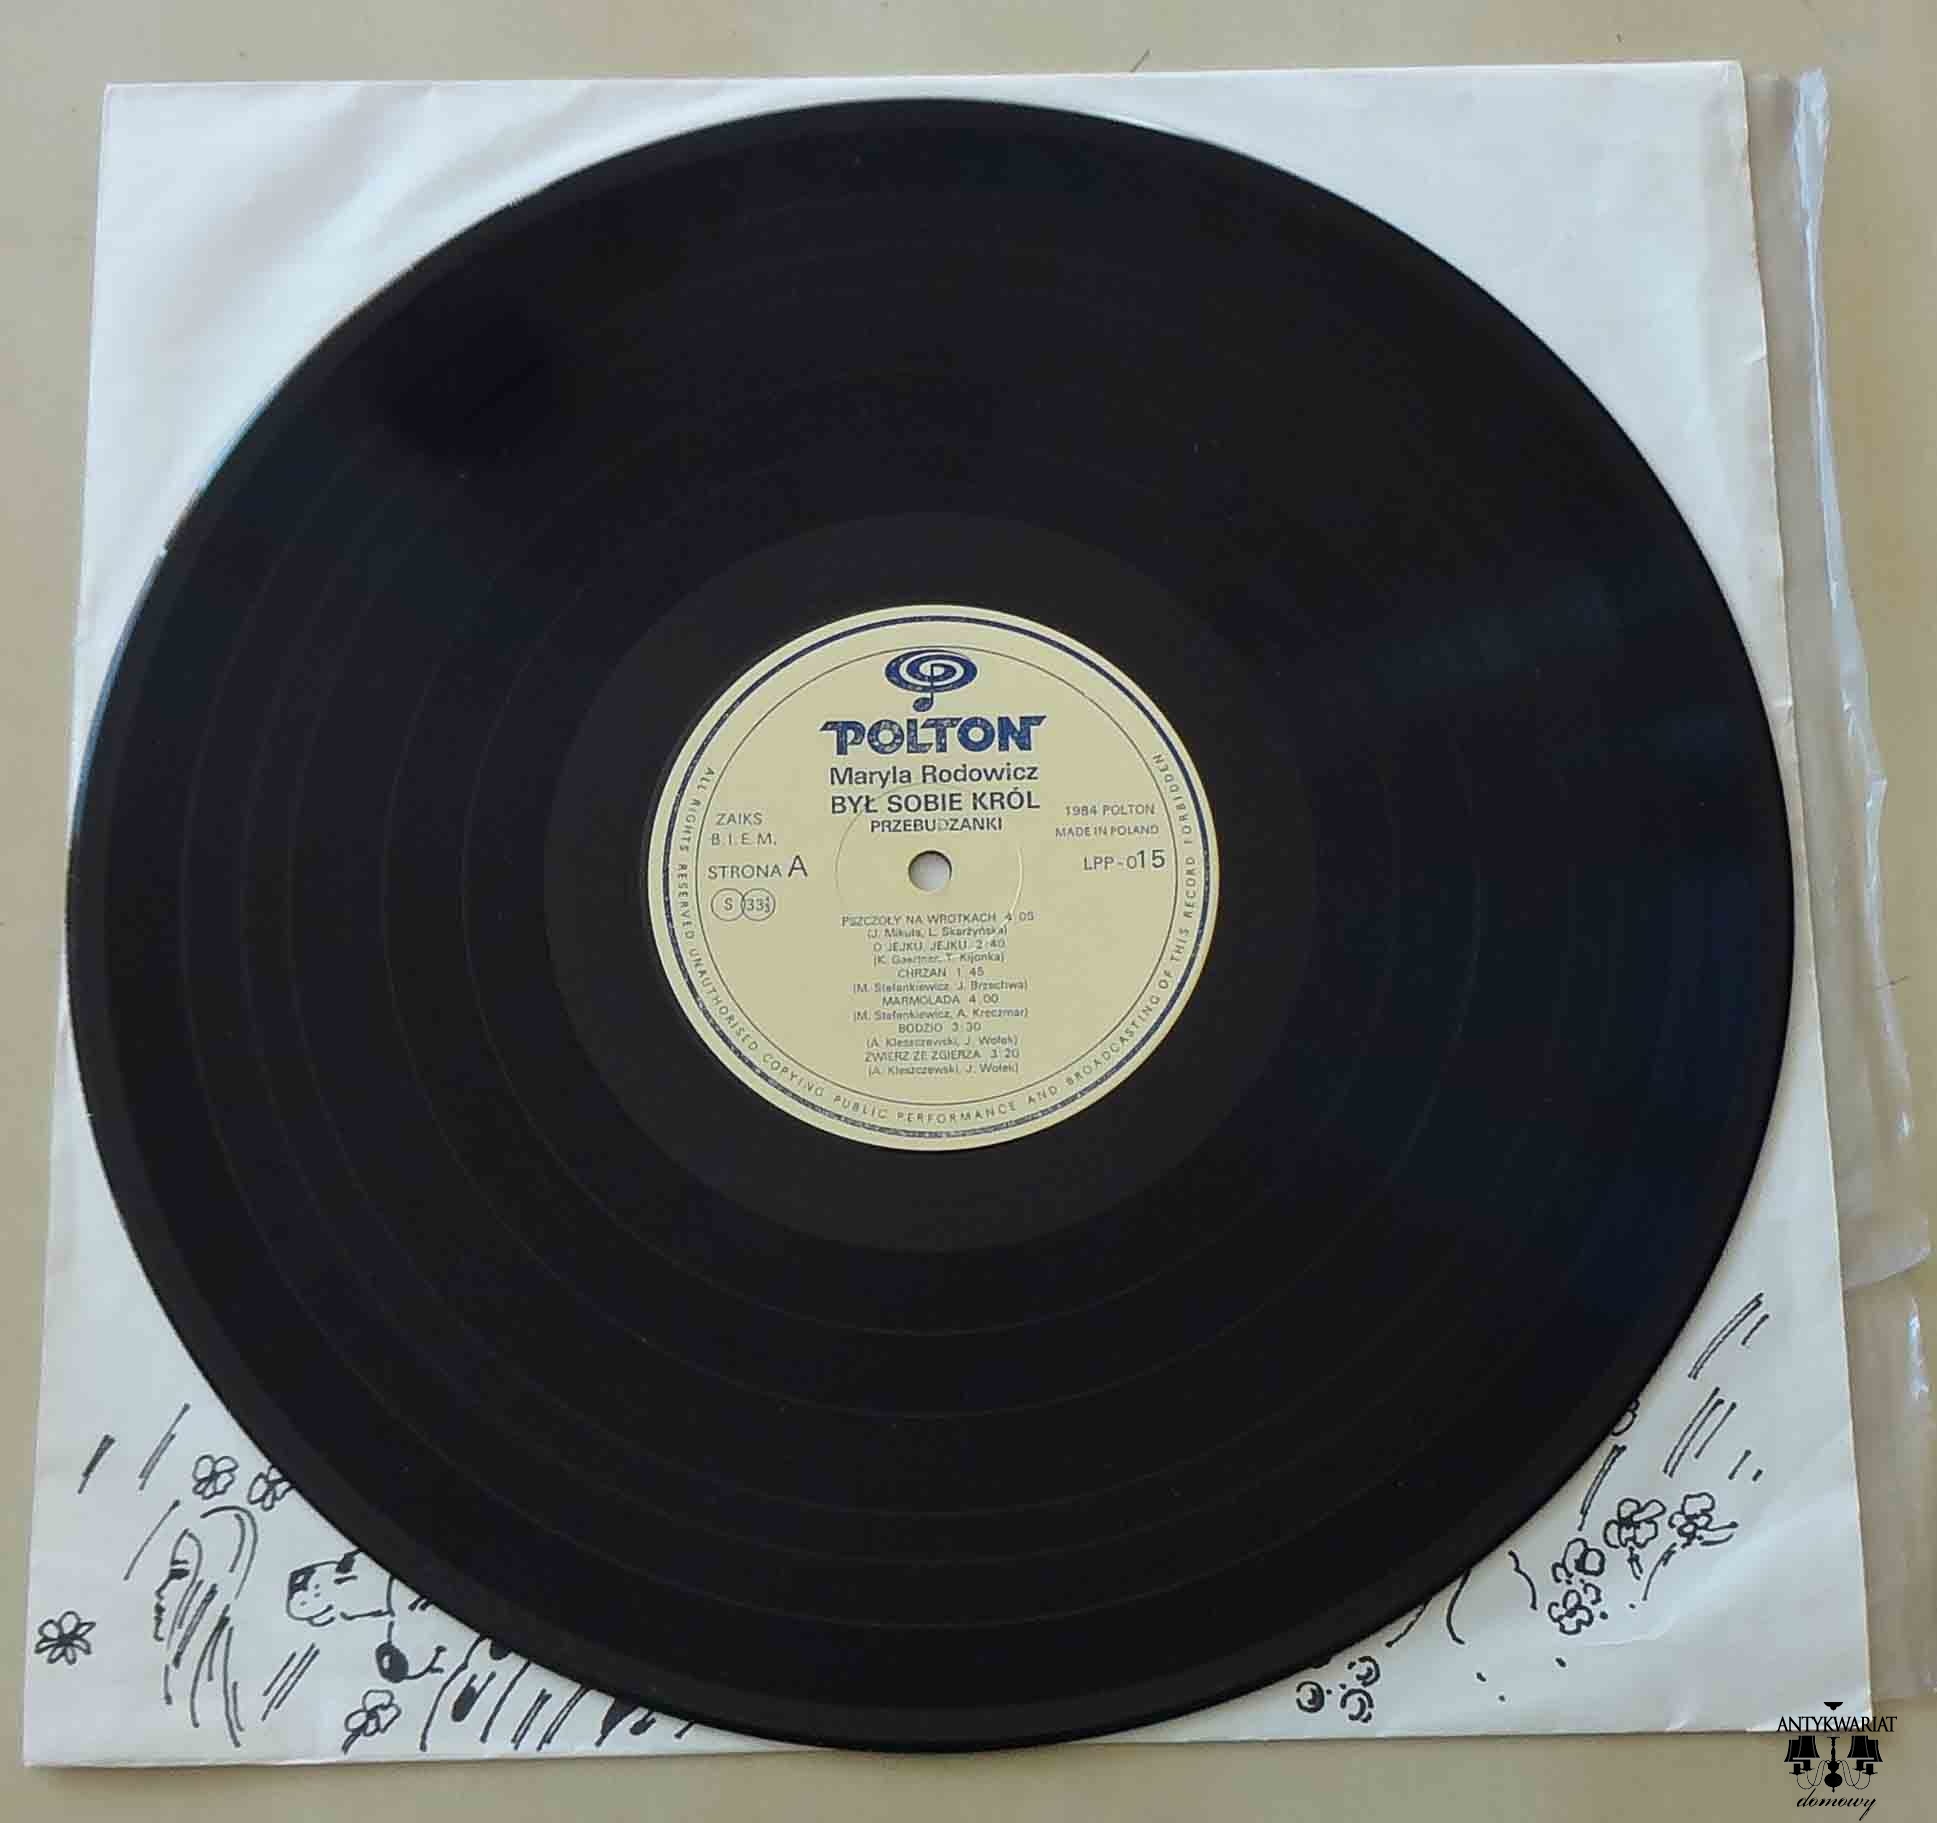 POLTON
Maryla Rodowicz
BYŁ SOBIE KRÓL
PRZEBUDZANKI
ZAIKS
B.I.E.M.
STRONA A
S 33⅓
1984 POLTON
MADE IN POLAND
LPP-015
PSZCZOŁY NA WROTKACH 4:05
(J. Mikuła, L. Skarżyńska)
O JEJKU, JEJKU 2:40
(K. Gaertner, T. Kijonka)
CHRZAN 1:45
(M. Stefankiewicz, J. Brzechwa)
MARMOLADA 4:00
(M. Stefankiewicz, A. Kreczmar)
BODZIO 3:30
(A. Kleszczewski, J. Wołek)
ZWIERZ ZE ZGIERZA 3:20
(A. Kleszczewski, J. Wołek)
ALL RIGHTS RESERVED UNAUTHORISED COPYING PUBLIC PERFORMANCE AND BROADCASTING OF THIS RECORD FORBIDDEN
ANTYKWARIAT
domowy